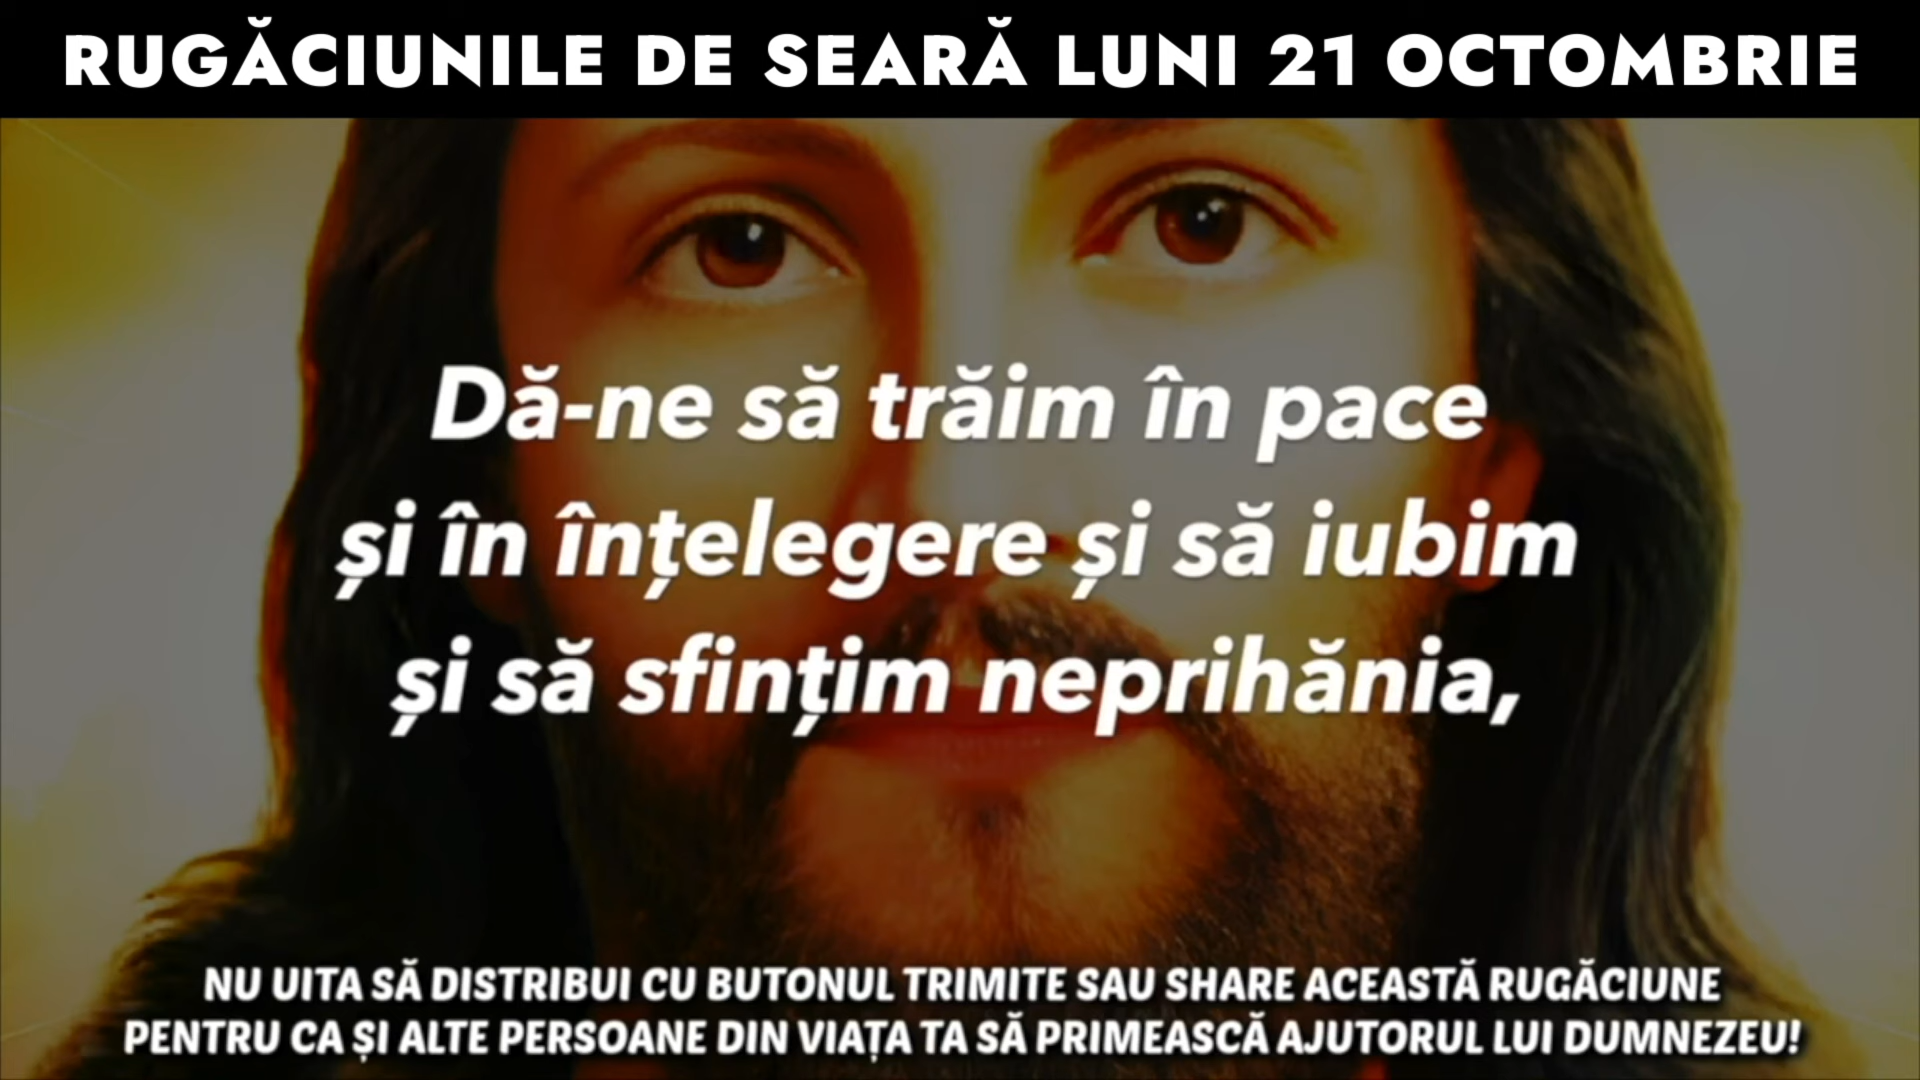 RUGĂCIUNILE DE SEARĂ LUNI 21 OCTOMBRIE
Dă-ne să trăim în pace
și în înțelegere și să iubim
și să sfințim neprihănia,
NU UITA SĂ DISTRIBUI CU BUTONUL TRIMITE SAU SHARE ACEASTĂ RUGĂCIUNE
PENTRU CA ȘI ALTE PERSOANE DIN VIAȚA TA SĂ PRIMEASCĂ AJUTORUL LUI DUMNEZEU!